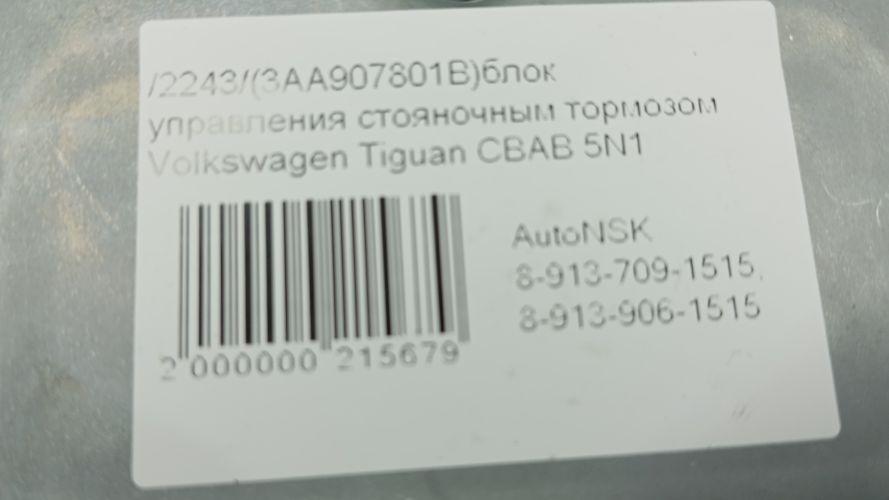 /2243/(3AA907801B)блок
управления стояночным тормозом
Volkswagen Tiguan CBAB 5N1
AutoNSK
8-913-709-1515,
8-913-906-1515
2 000000 215679